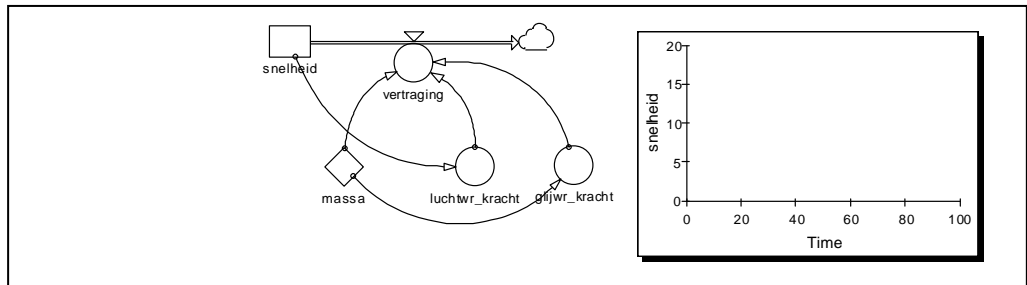 snelheid
vertraging
massa
luchtwr_kracht
glijwr_kracht
snelheid
20
15
10
5
0
0 20 40 60 80 100
Time